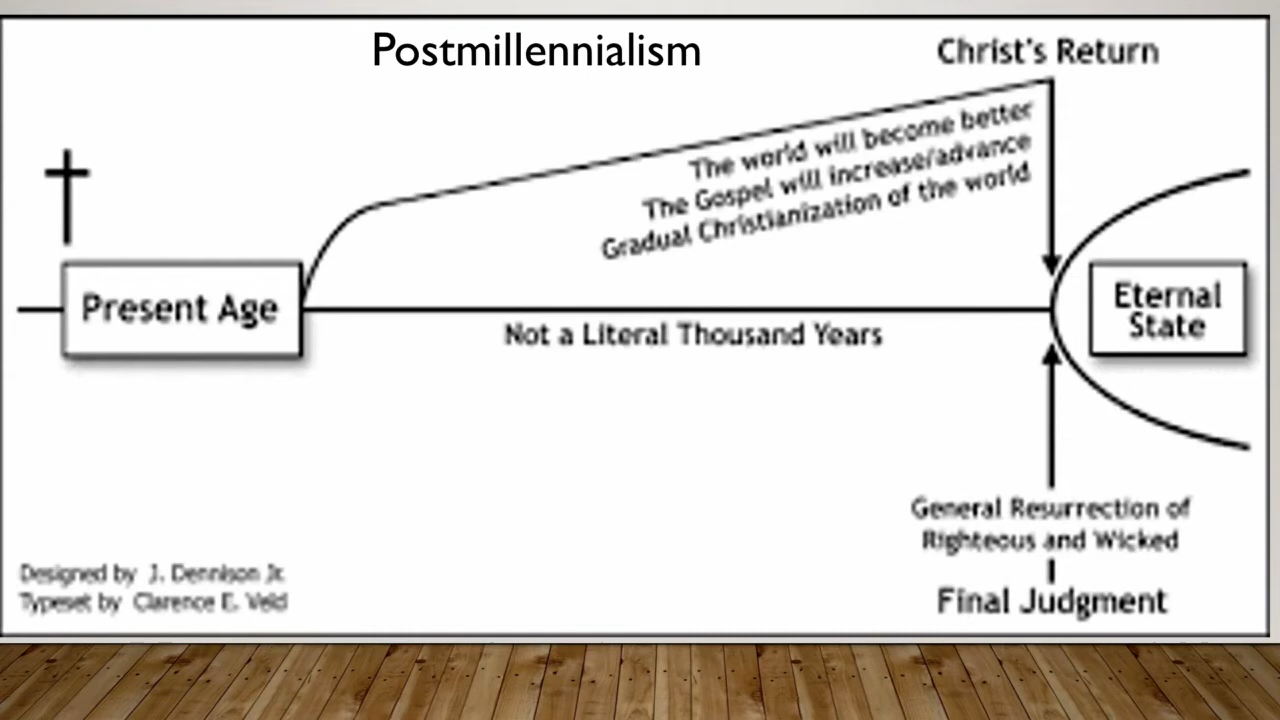 Postmillennialism
Christ's Return
The world will become better
The Gospel will increase/advance
Gradual Christianization of the world
Present Age
Eternal
State
Not a Literal Thousand Years
General Resurrection of
Righteous and Wicked
Final Judgment
Designed by J. Dennison Jr.
Typeset by Clarence E. Veld